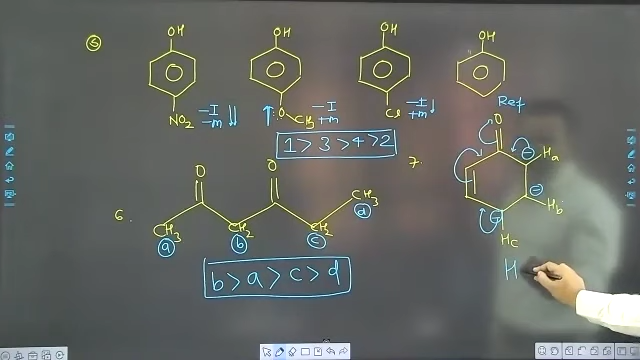 5
OH OH OH OH
NO2 -I -m O CH3 -I +m Cl -I +m Ref
1 > 3 > 4 > 2
7. O
Ha
Hb
Hc
H
6. O O
CH3 CH2 CH2 CH3
a b c d
b > a > c > d